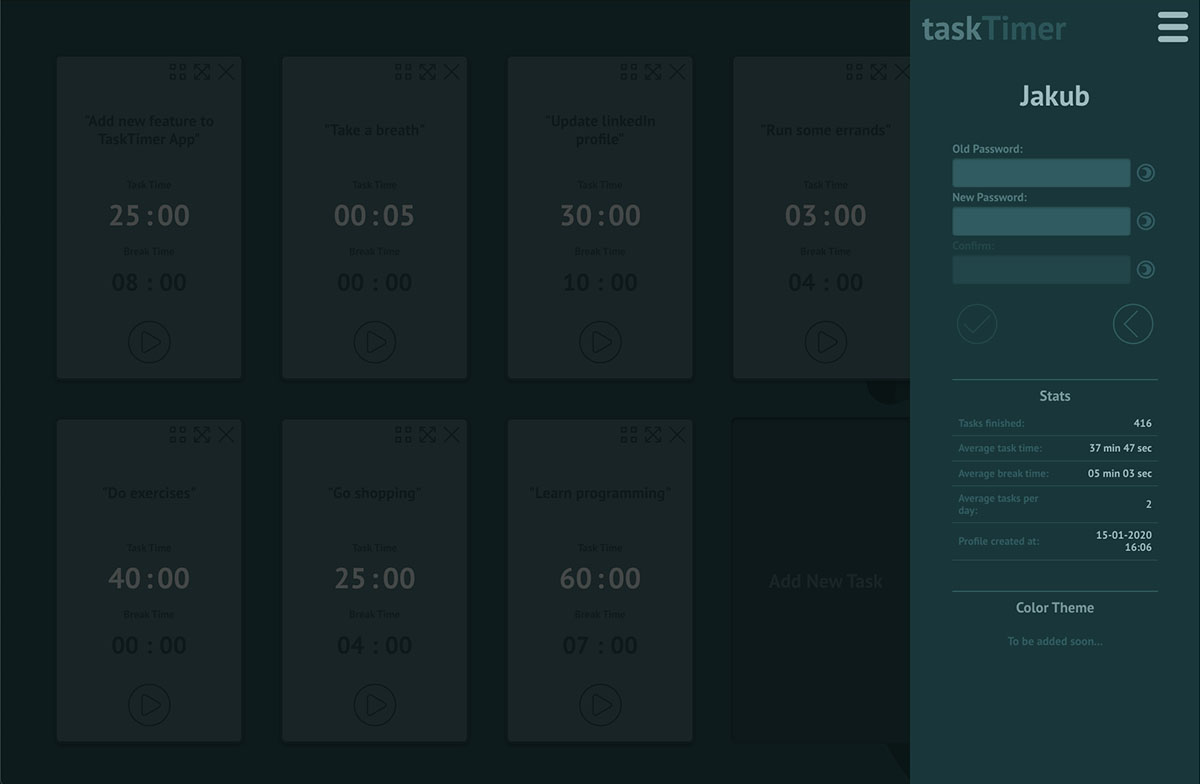 taskTimer
Jakub
Old Password:
New Password:
Confirm:
Stats
Tasks finished: 416
Average task time: 37 min 47 sec
Average break time: 05 min 03 sec
Average tasks per
day: 2
Profile created at: 15-01-2020
16:06
Color Theme
To be added soon...
"Add new feature to
TaskTimer App"
Task Time
25:00
Break Time
08 : 00
"Take a breath"
Task Time
00:05
Break Time
00 : 00
"Update linkedin
profile"
Task Time
30:00
Break Time
10 : 00
"Run some errands"
Task Time
03:00
Break Time
04 : 00
"Do exercises"
Task Time
40:00
Break Time
00 : 00
"Go shopping"
Task Time
25:00
Break Time
04 : 00
"Learn programming"
Task Time
60:00
Break Time
07 : 00
Add New Task